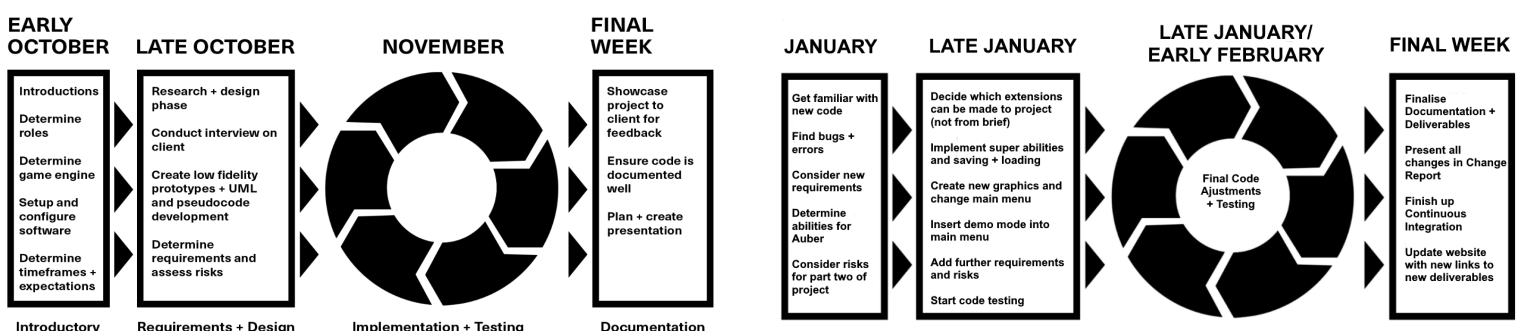 EARLY
OCTOBER
Introductions
Determine
roles
Determine
game engine
Setup and
configure
software
Determine
timeframes +
expectations
Introductory
LATE OCTOBER
Research + design
phase
Conduct interview on
client
Create low fidelity
prototypes + UML
and pseudocode
development
Determine
requirements and
assess risks
Requirements + Design
NOVEMBER
Implementation + Testing
FINAL
WEEK
Showcase
project to
client for
feedback
Ensure code is
documented
well
Plan + create
presentation
Documentation
JANUARY
Get familiar with
new code
Find bugs +
errors
Consider new
requirements
Determine
abilities for
Auber
Consider risks
for part two of
project
LATE JANUARY
Decide which extensions
can be made to project
(not from brief)
Implement super abilities
and saving + loading
Create new graphics and
change main menu
Insert demo mode into
main menu
Add further requirements
and risks
Start code testing
LATE JANUARY/
EARLY FEBRUARY
Final Code
Ajustments
+ Testing
FINAL WEEK
Finalise
Documentation +
Deliverables
Present all
changes in Change
Report
Finish up
Continuous
Integration
Update website
with new links to
new deliverables